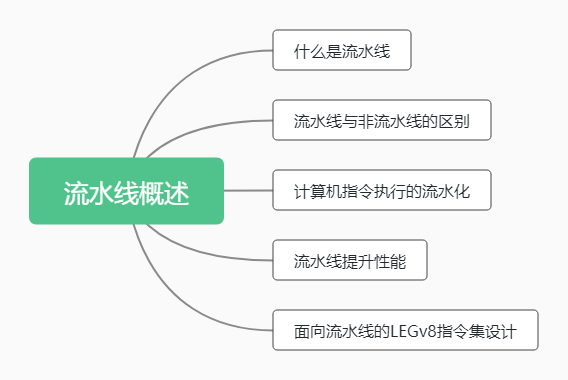 什么是流水线
流水线与非流水线的区别
流水线概述
计算机指令执行的流水化
流水线提升性能
面向流水线的LEGv8指令集设计